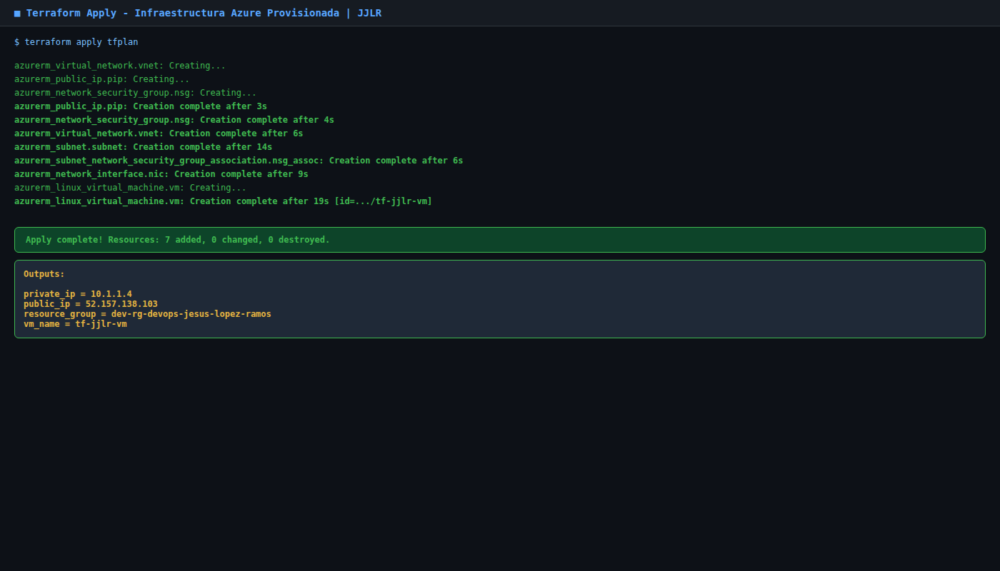 ■ Terraform Apply - Infraestructura Azure Provisionada | JJLR
$ terraform apply tfplan
azurerm_virtual_network.vnet: Creating...
azurerm_public_ip.pip: Creating...
azurerm_network_security_group.nsg: Creating...
azurerm_public_ip.pip: Creation complete after 3s
azurerm_network_security_group.nsg: Creation complete after 4s
azurerm_virtual_network.vnet: Creation complete after 6s
azurerm_subnet.subnet: Creation complete after 14s
azurerm_subnet_network_security_group_association.nsg_assoc: Creation complete after 6s
azurerm_network_interface.nic: Creation complete after 9s
azurerm_linux_virtual_machine.vm: Creating...
azurerm_linux_virtual_machine.vm: Creation complete after 19s [id=.../tf-jjlr-vm]
Apply complete! Resources: 7 added, 0 changed, 0 destroyed.
Outputs:
private_ip = 10.1.1.4
public_ip = 52.157.138.103
resource_group = dev-rg-devops-jesus-lopez-ramos
vm_name = tf-jjlr-vm